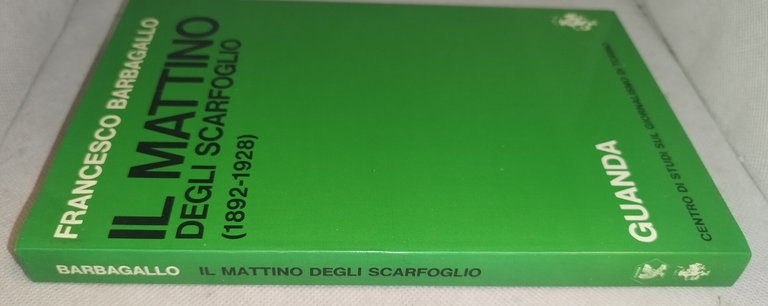 FRANCESCO BARBAGALLO
IL MATTINO
DEGLI SCARFOGLIO
(1892-1928)
GUANDA
CENTRO DI STUDI SUL GIORNALISMO DI TORINO
BARBAGALLO IL MATTINO DEGLI SCARFOGLIO